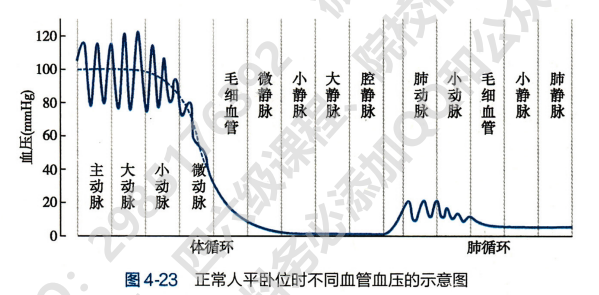 血压(mmHg)
120
100
80
60
40
20
0
主动脉
大动脉
小动脉
微动脉
毛细血管
微静脉
小静脉
大静脉
腔静脉
肺动脉
小动脉
毛细血管
小静脉
肺静脉
体循环
肺循环
图 4-23 正常人平卧位时不同血管血压的示意图